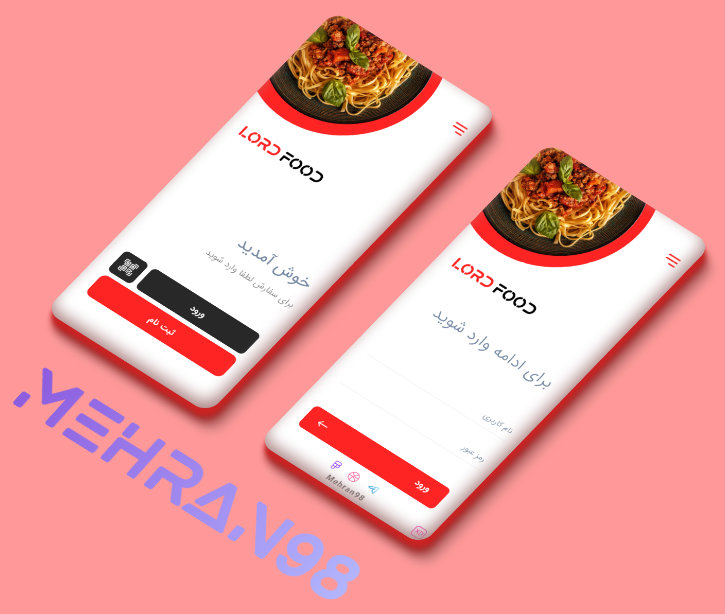 LORD FOOD
خوش آمدید
برای سفارش لطفا وارد شوید
ورود
ثبت نام
LORD FOOD
برای ادامه وارد شوید
نام کاربری
رمز عبور
ورود
Mehran98
.MEHRA.N98